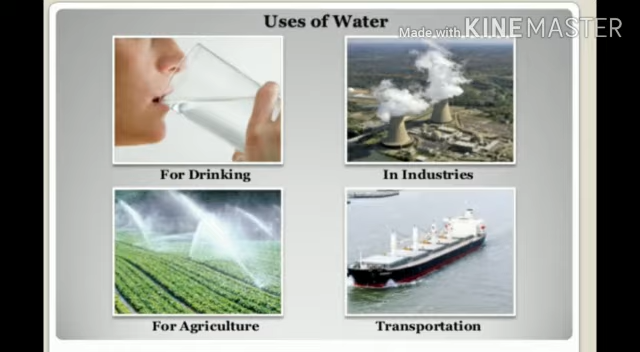 Uses of Water
Made with KINEMASTER
For Drinking
In Industries
For Agriculture
Transportation